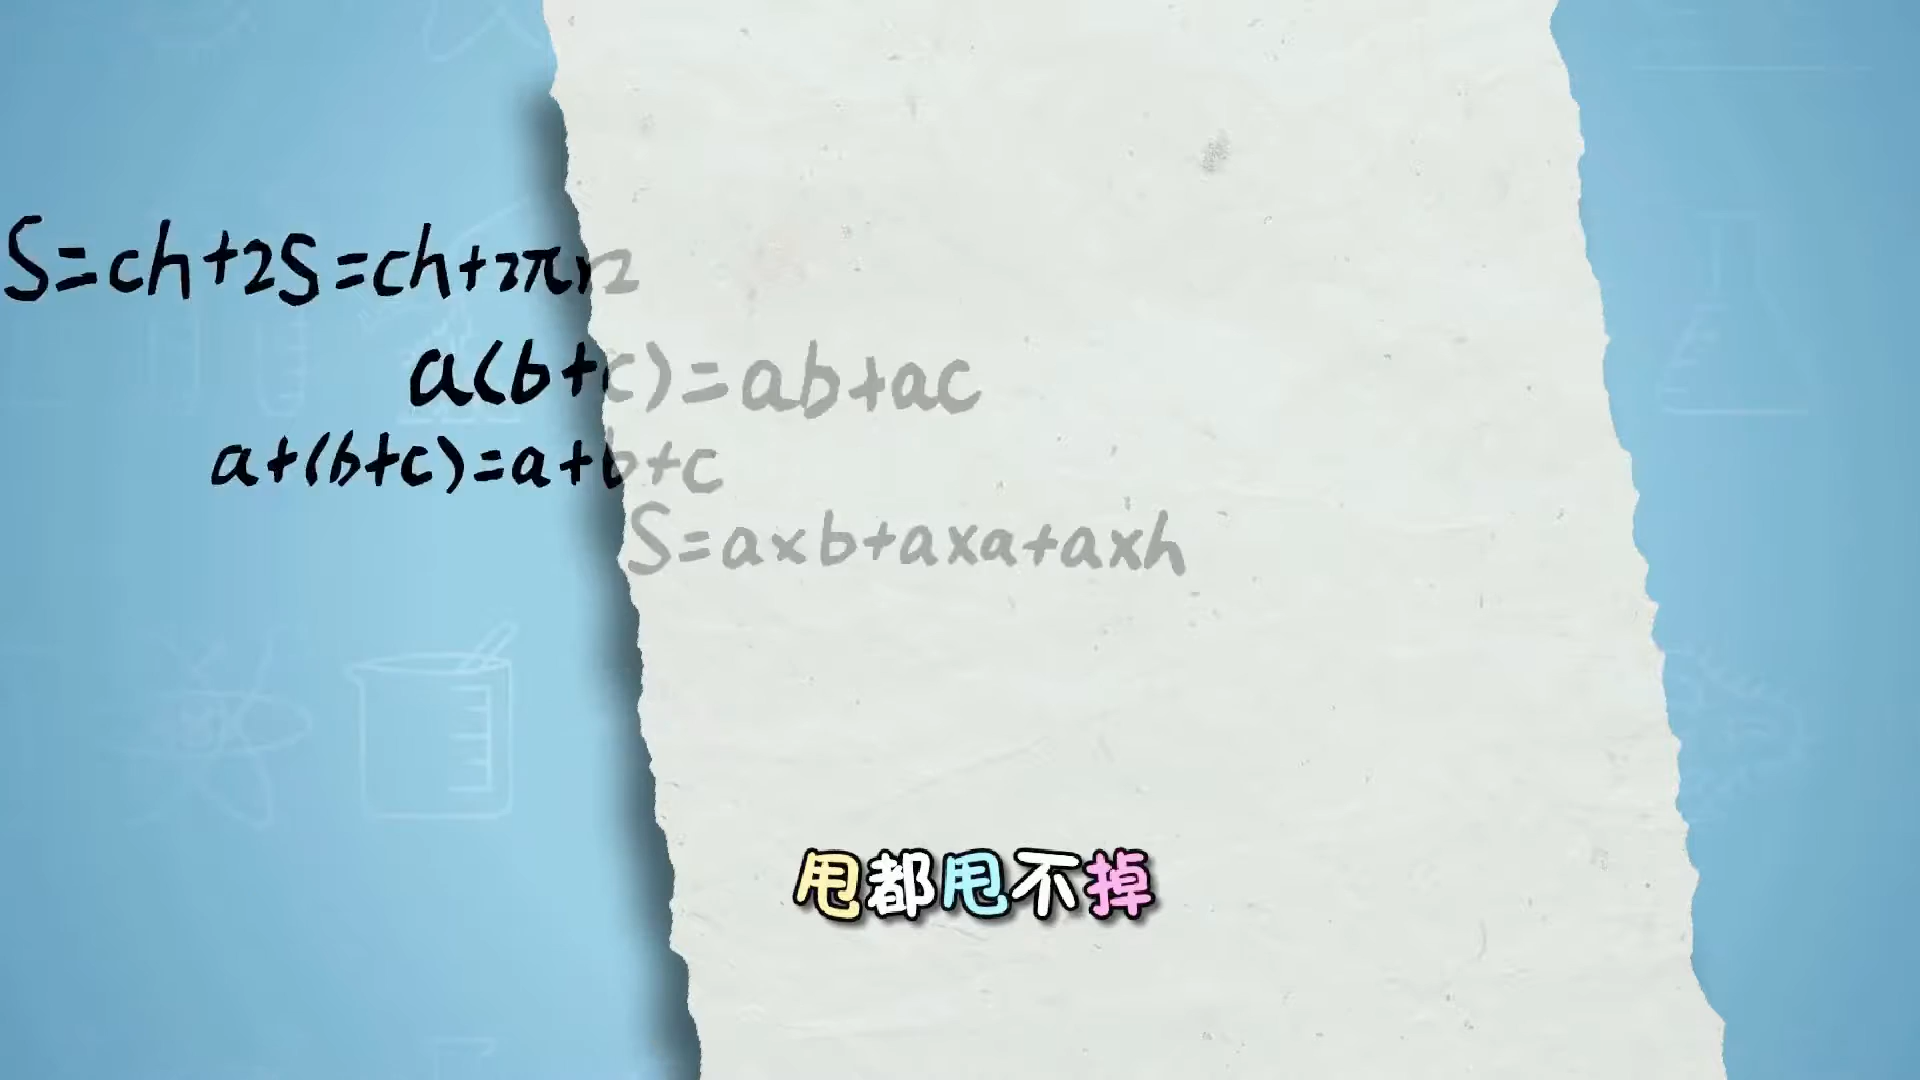 S=ch+2S=ch+2πr2
a(b+c)=ab+ac
a+(b+c)=a+b+c
S=a×b+a×a+a×h
甩都甩不掉